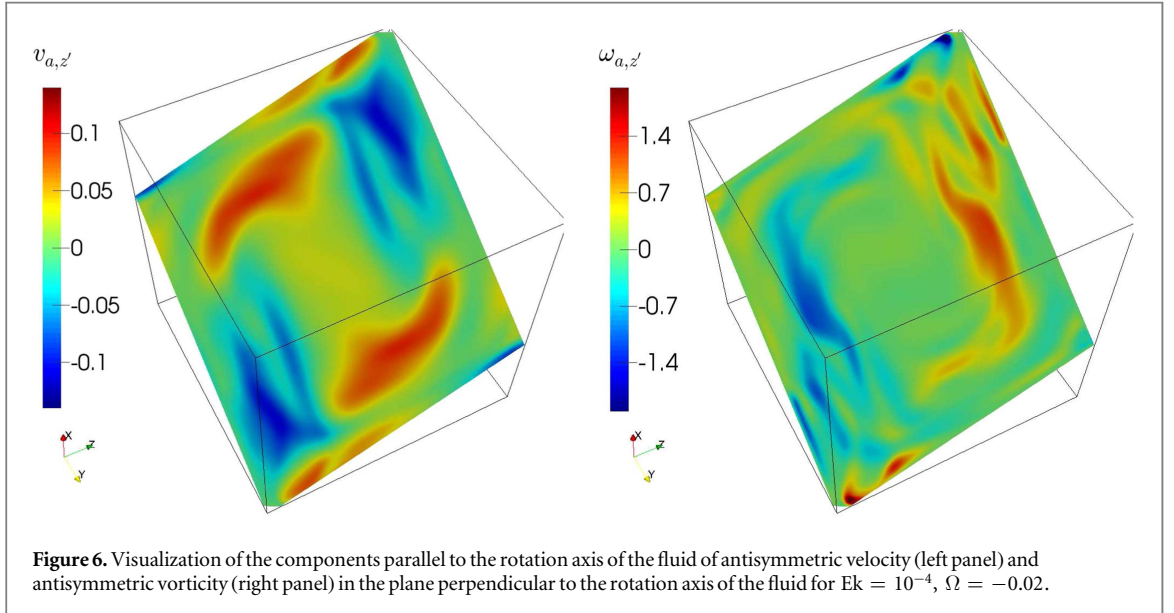 v_{a,z'}
0.1
0.05
0
-0.05
-0.1
X
Z
Y
ω_{a,z'}
1.4
0.7
0
-0.7
-1.4
X
Z
Y
Figure 6. Visualization of the components parallel to the rotation axis of the fluid of antisymmetric velocity (left panel) and
antisymmetric vorticity (right panel) in the plane perpendicular to the rotation axis of the fluid for Ek = 10⁻⁴, Ω = −0.02.